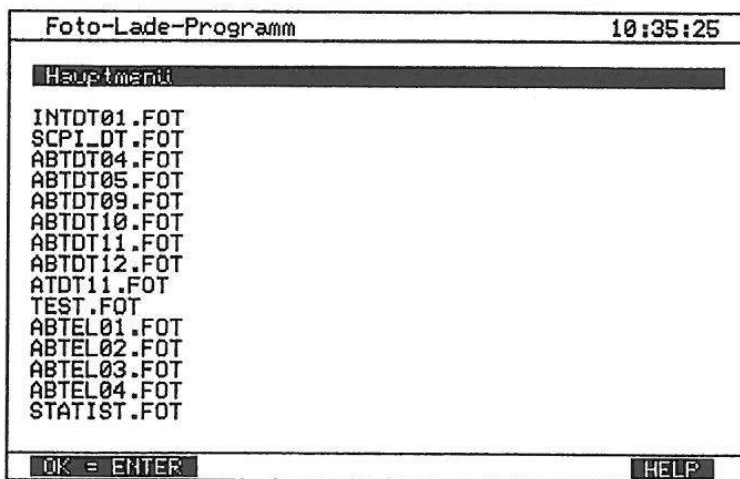 Foto-Lade-Programm 10:35:25
Hauptmenü
INTDT01.FOT
SCPI_DT.FOT
ABTDT04.FOT
ABTDT05.FOT
ABTDT09.FOT
ABTDT10.FOT
ABTDT11.FOT
ABTDT12.FOT
ATDT11.FOT
TEST.FOT
ABTEL01.FOT
ABTEL02.FOT
ABTEL03.FOT
ABTEL04.FOT
STATIST.FOT
OK = ENTER HELP